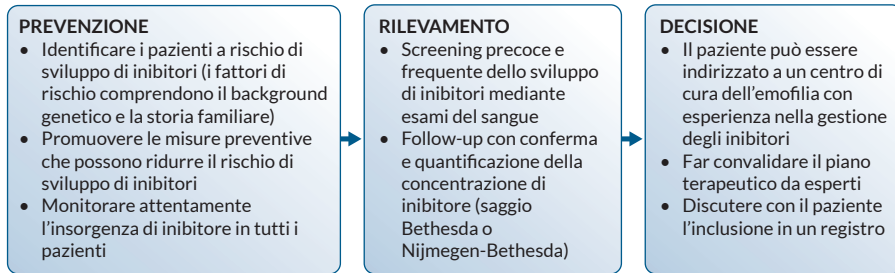 PREVENZIONE
• Identificare i pazienti a rischio di
sviluppo di inibitori (i fattori di
rischio comprendono il background
genetico e la storia familiare)
• Promuovere le misure preventive
che possono ridurre il rischio di
sviluppo di inibitori
• Monitorare attentamente
l'insorgenza di inibitore in tutti i
pazienti
RILEVAMENTO
• Screening precoce e
frequente dello sviluppo
di inibitori mediante
esami del sangue
• Follow-up con conferma
e quantificazione della
concentrazione di
inibitore (saggio
Bethesda o
Nijmegen-Bethesda)
DECISIONE
• Il paziente può essere
indirizzato a un centro di
cura dell'emofilia con
esperienza nella gestione
degli inibitori
• Far convalidare il piano
terapeutico da esperti
• Discutere con il paziente
l'inclusione in un registro